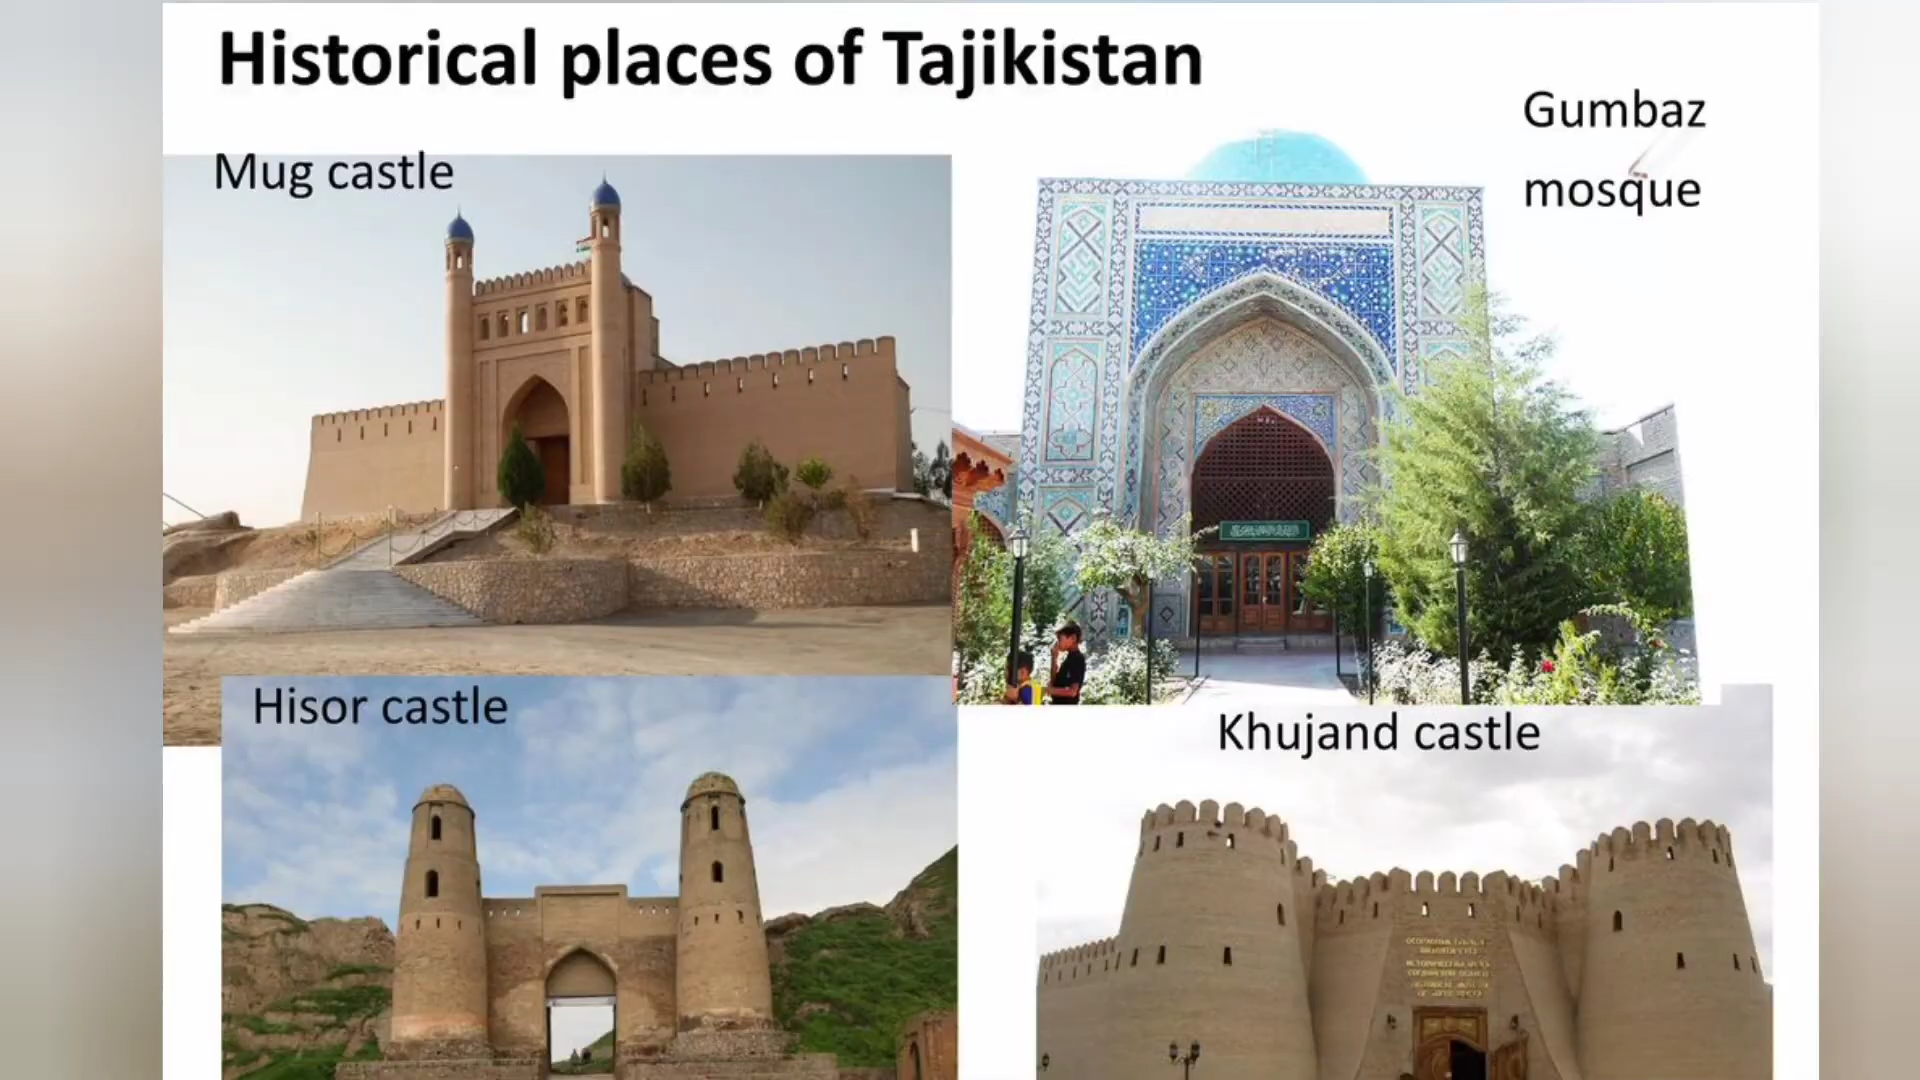 Historical places of Tajikistan
Gumbaz
mosque
Mug castle
Hisor castle
Khujand castle